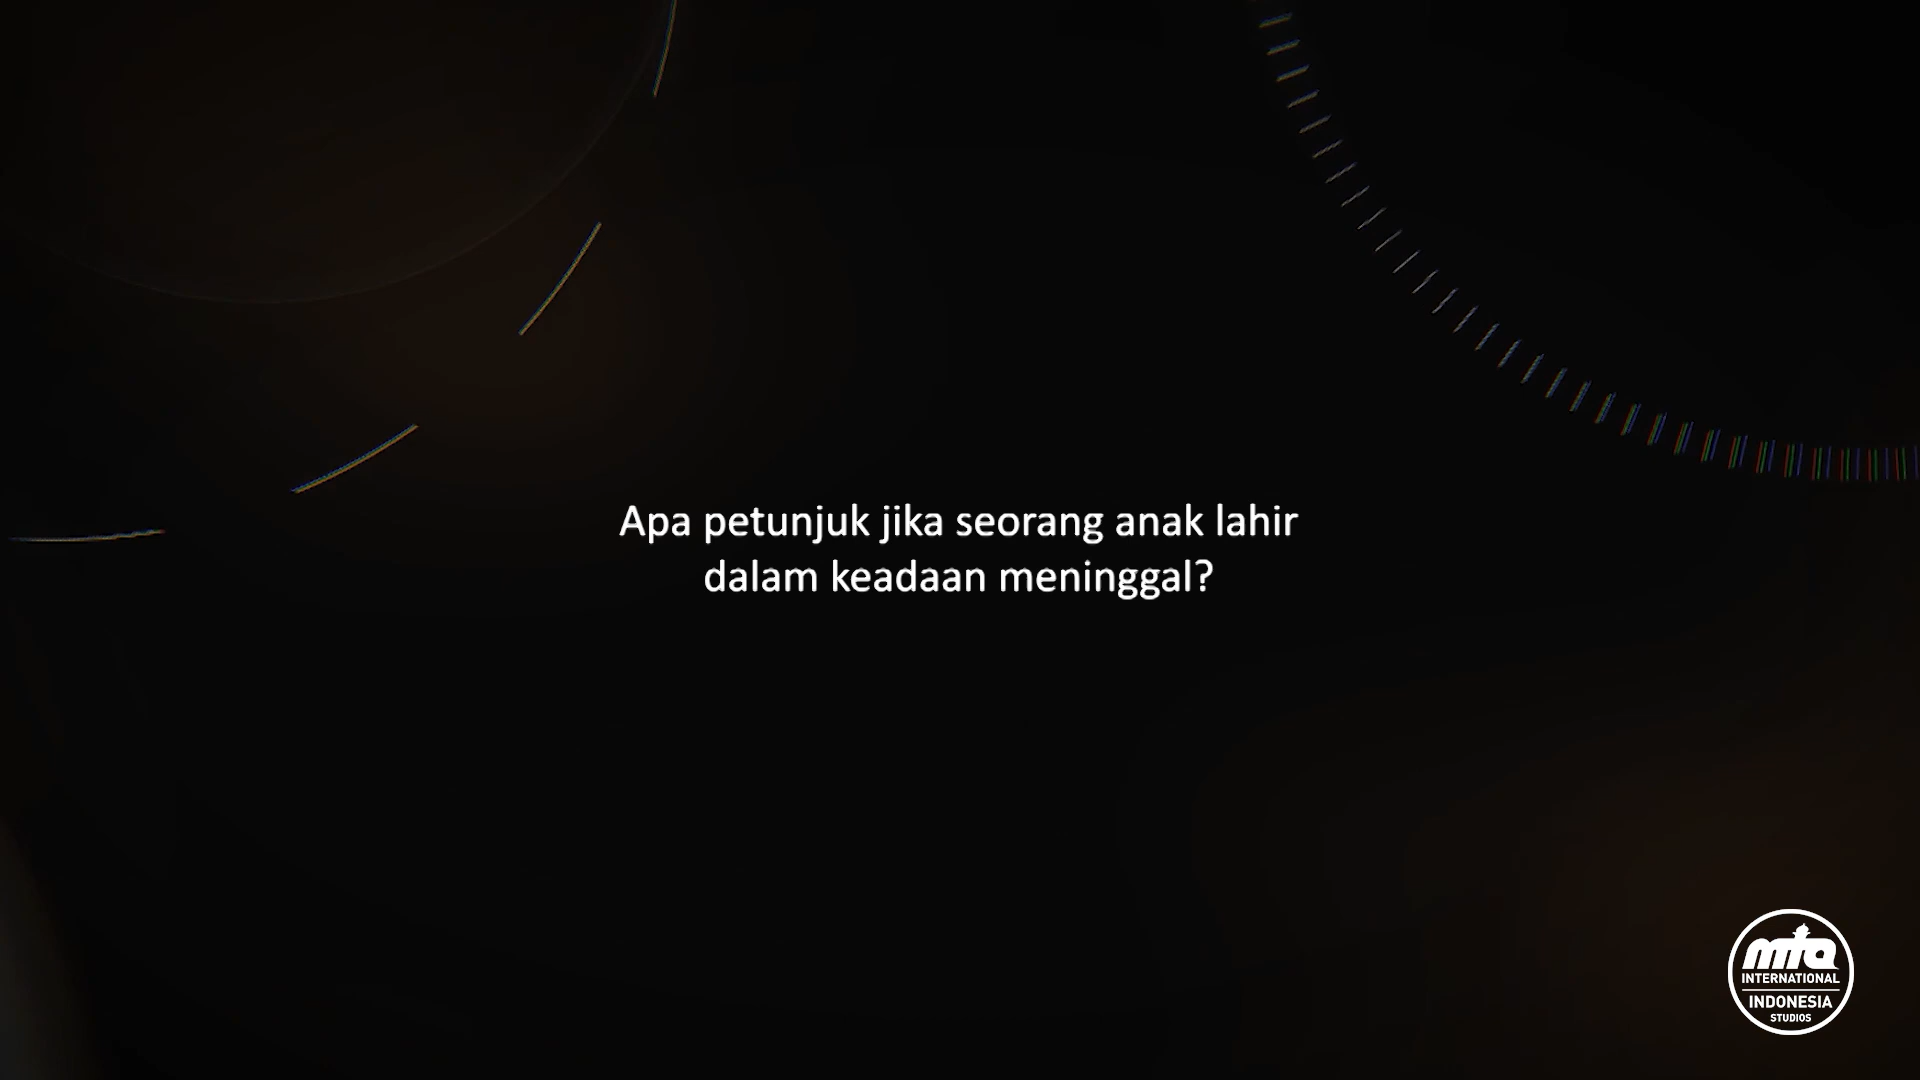 Apa petunjuk jika seorang anak lahir
dalam keadaan meninggal?
mta
INTERNATIONAL
INDONESIA
STUDIOS